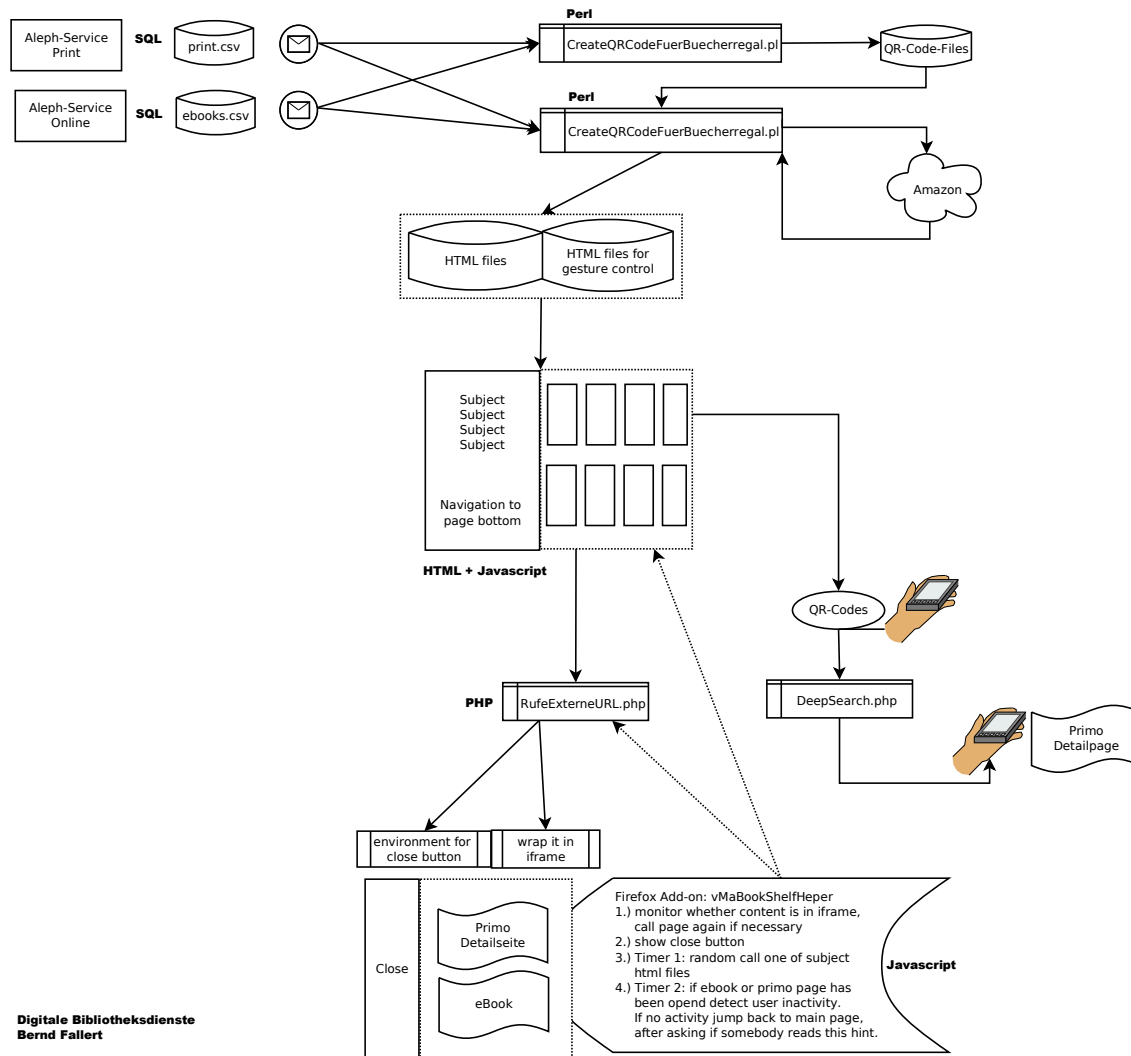 Perl
Aleph-Service
Print
SQL
print.csv
CreateQRCodeFuerBuecherregal.pl
QR-Code-Files
Aleph-Service
Online
SQL
ebooks.csv
Perl
CreateQRCodeFuerBuecherregal.pl
Amazon
HTML files
HTML files for
gesture control
Subject
Subject
Subject
Subject
Navigation to
page bottom
HTML + Javascript
QR-Codes
PHP
RufeExterneURL.php
DeepSearch.php
Primo
Detailpage
environment for
close button
wrap it in
iframe
Close
Primo
Detailseite
eBook
Firefox Add-on: vMaBookShelfHeper
1.) monitor whether content is in iframe,
call page again if necessary
2.) show close button
3.) Timer 1: random call one of subject
html files
4.) Timer 2: if ebook or primo page has
been opend detect user inactivity.
If no activity jump back to main page,
after asking if somebody reads this hint.
Javascript
Digitale Bibliotheksdienste
Bernd Fallert